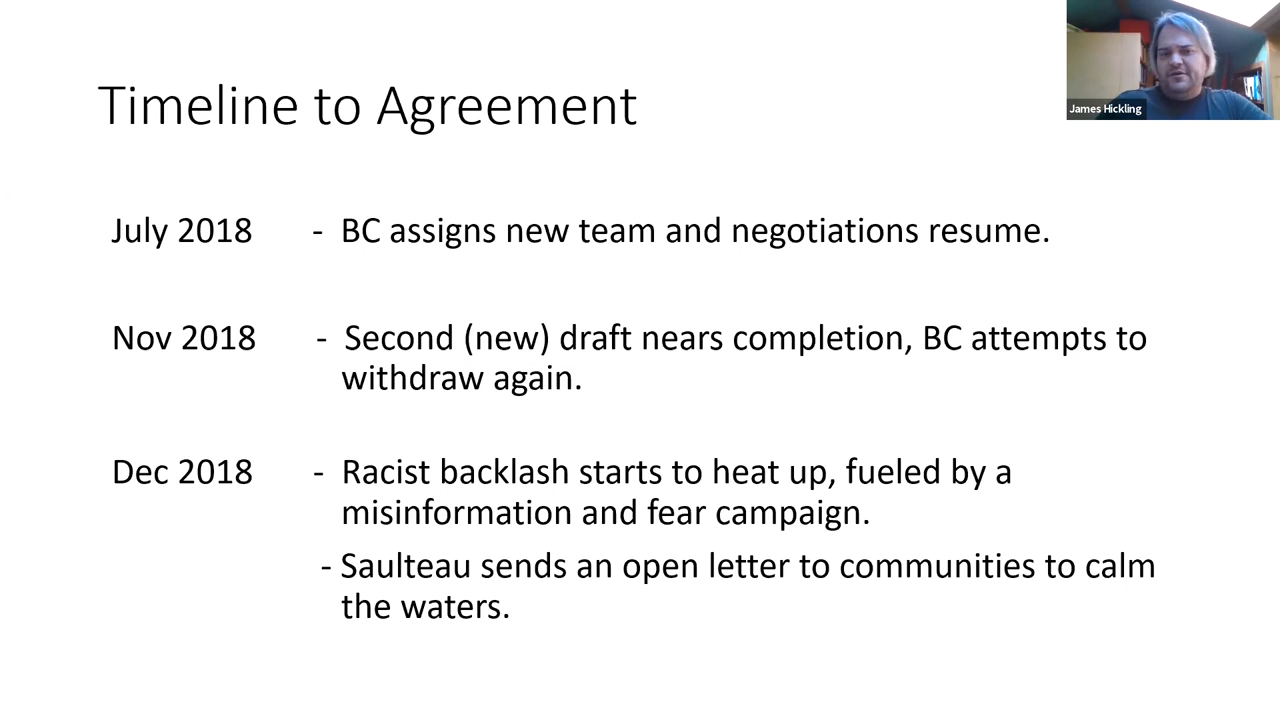 James Hickling
Timeline to Agreement
July 2018 - BC assigns new team and negotiations resume.
Nov 2018 - Second (new) draft nears completion, BC attempts to
withdraw again.
Dec 2018 - Racist backlash starts to heat up, fueled by a
misinformation and fear campaign.
- Saulteau sends an open letter to communities to calm
the waters.